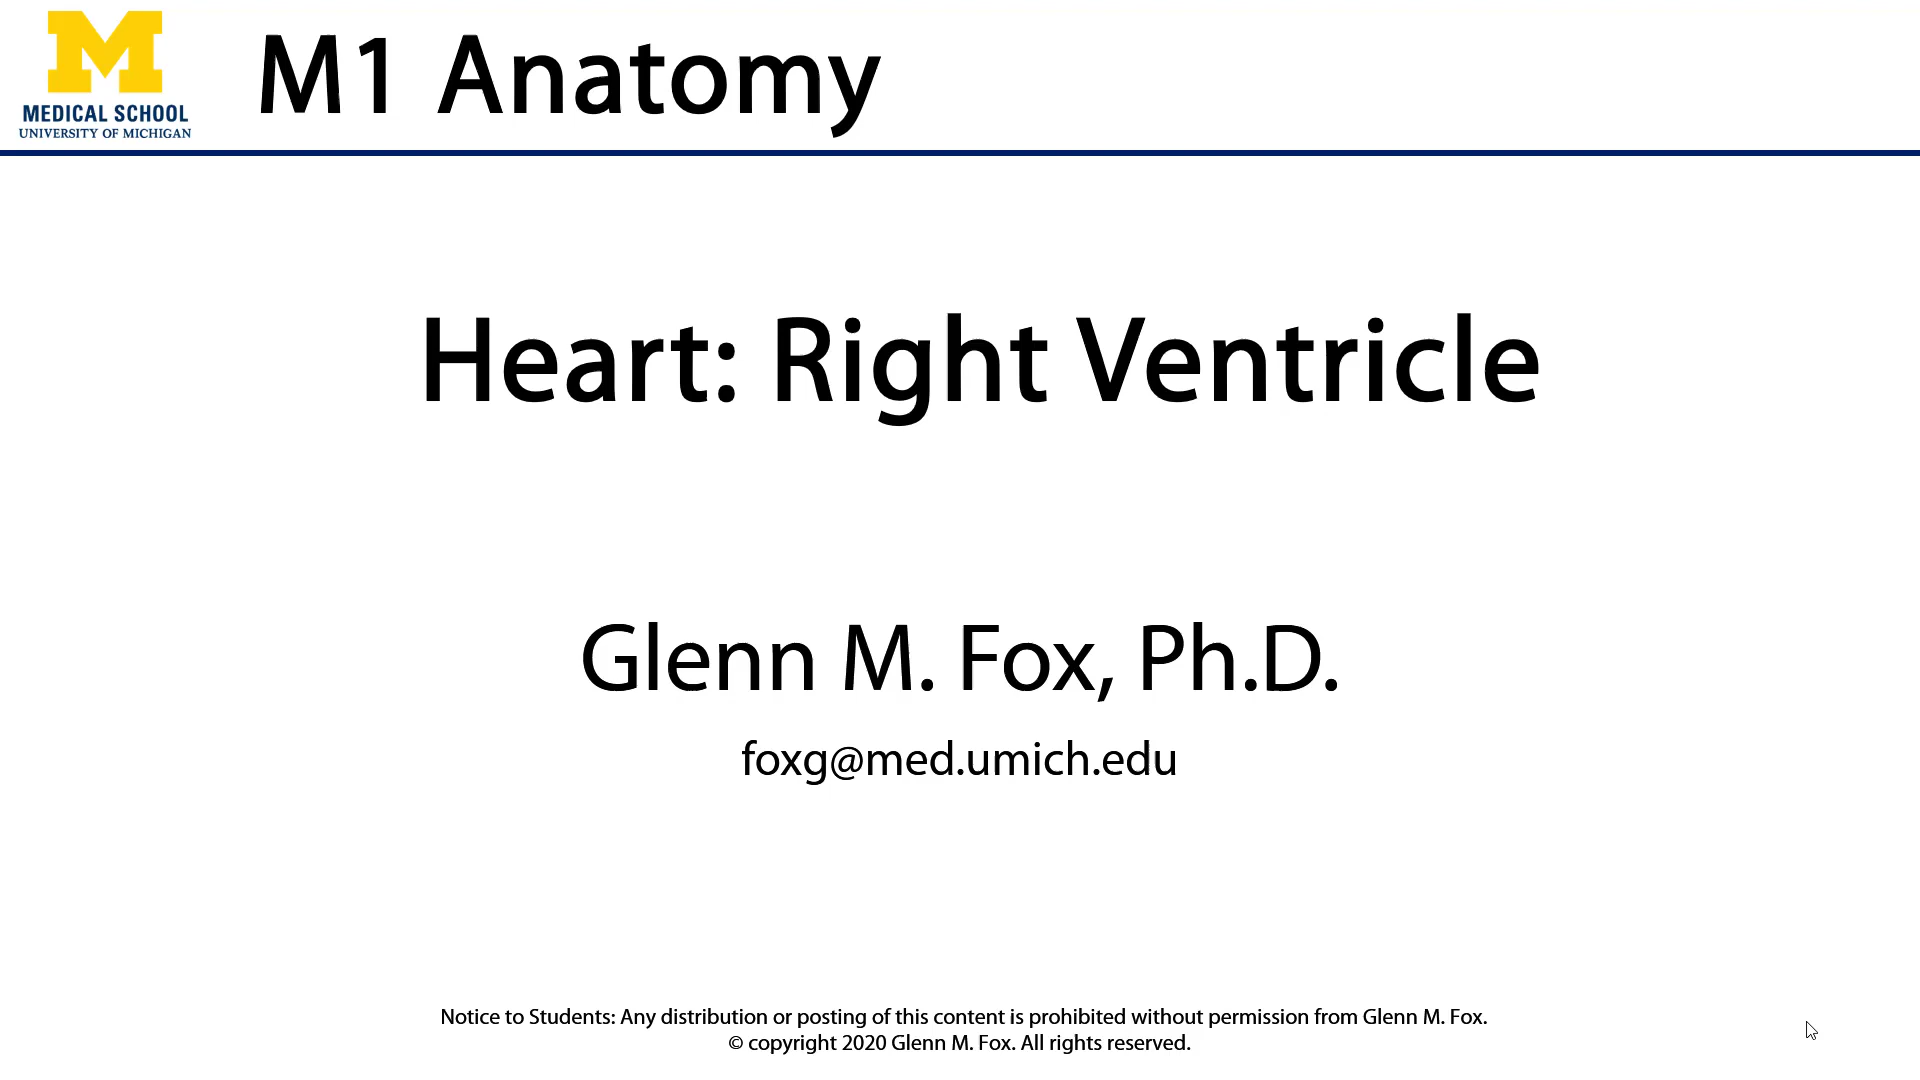 M
MEDICAL SCHOOL
UNIVERSITY OF MICHIGAN
M1 Anatomy
Heart: Right Ventricle
Glenn M. Fox, Ph.D.
foxg@med.umich.edu
Notice to Students: Any distribution or posting of this content is prohibited without permission from Glenn M. Fox.
© copyright 2020 Glenn M. Fox. All rights reserved.